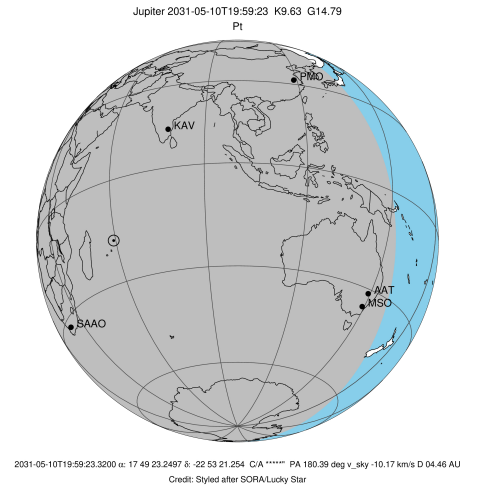 Jupiter 2031-05-10T19:59:23 K9.63 G14.79
Pt
PMO
KAV
AAT
MSO
SAAO
2031-05-10T19:59:23.3200 α: 17 49 23.2497 δ: -22 53 21.254 C/A *****" PA 180.39 deg v_sky -10.17 km/s D 04.46 AU
Credit: Styled after SORA/Lucky Star